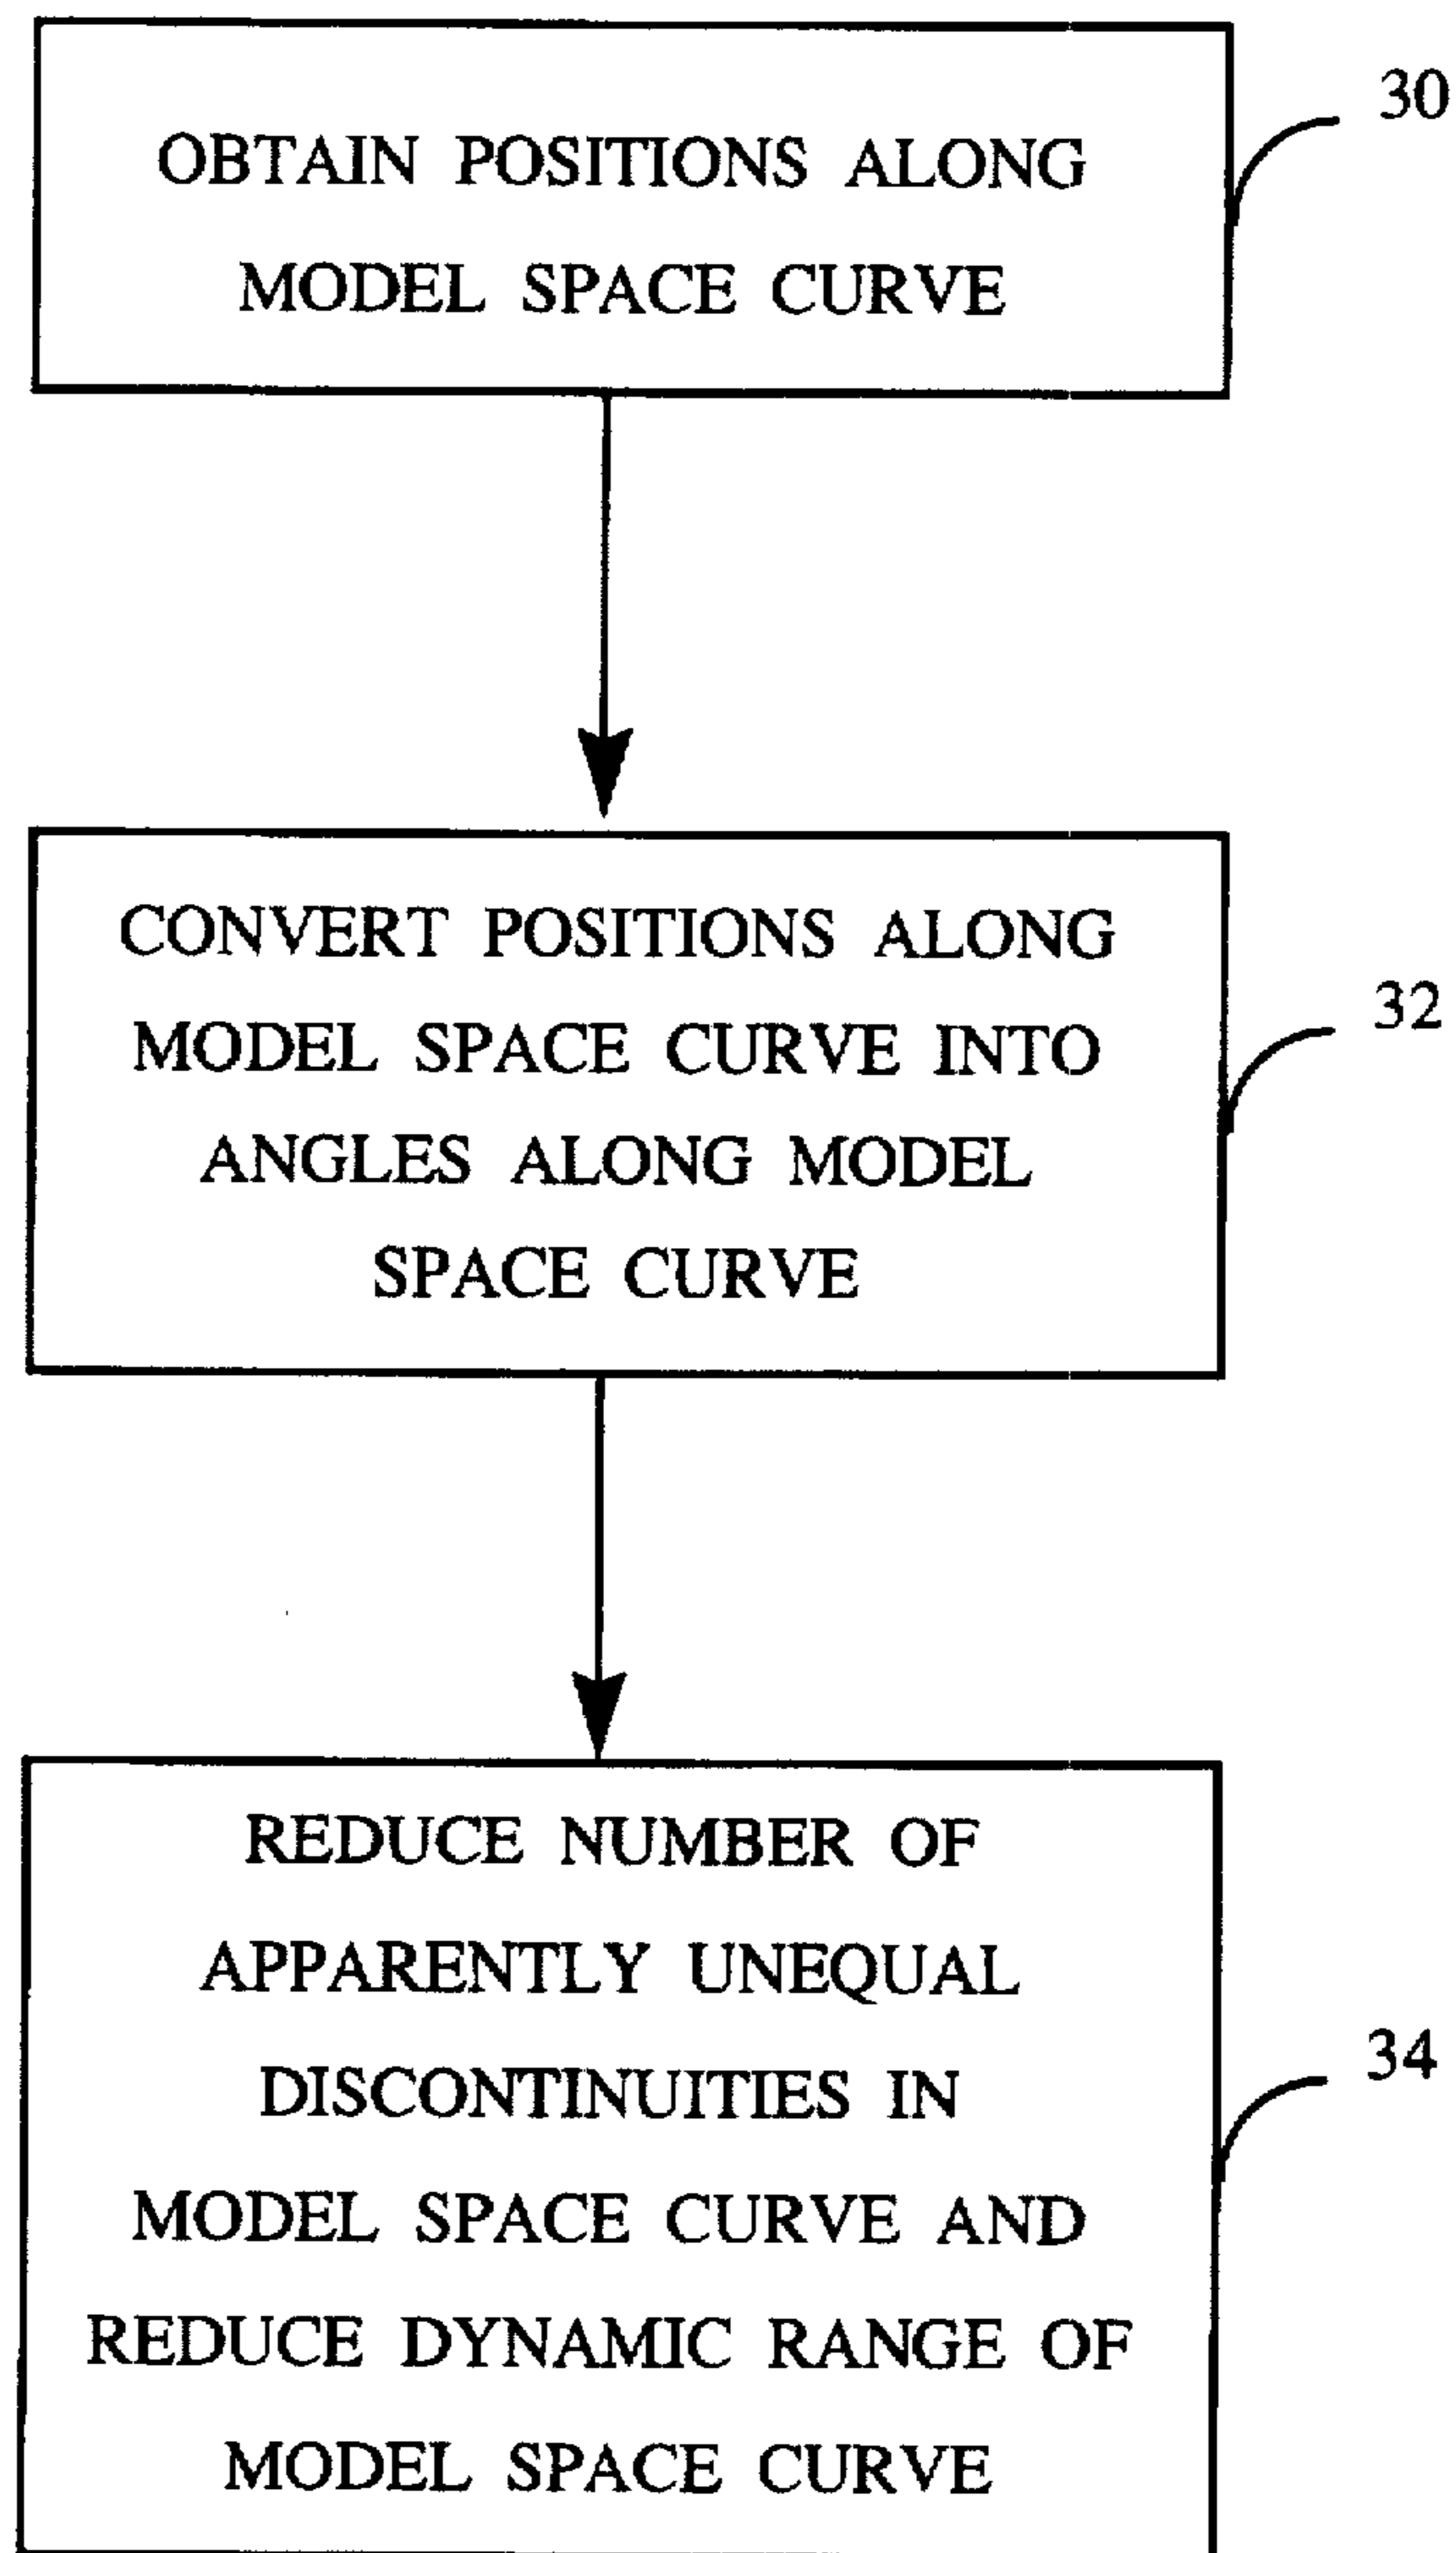 30
OBTAIN POSITIONS ALONG
MODEL SPACE CURVE
32
CONVERT POSITIONS ALONG
MODEL SPACE CURVE INTO
ANGLES ALONG MODEL
SPACE CURVE
34
REDUCE NUMBER OF
APPARENTLY UNEQUAL
DISCONTINUITIES IN
MODEL SPACE CURVE AND
REDUCE DYNAMIC RANGE OF
MODEL SPACE CURVE